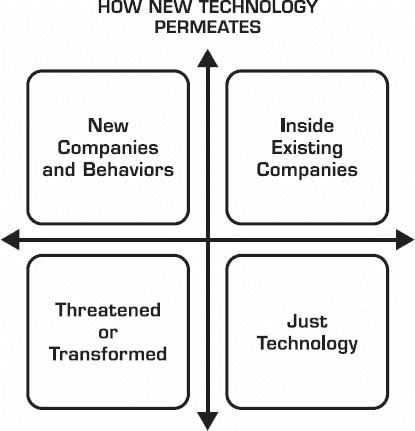 HOW NEW TECHNOLOGY
PERMEATES
New
Companies
and Behaviors
Inside
Existing
Companies
Threatened
or
Transformed
Just
Technology